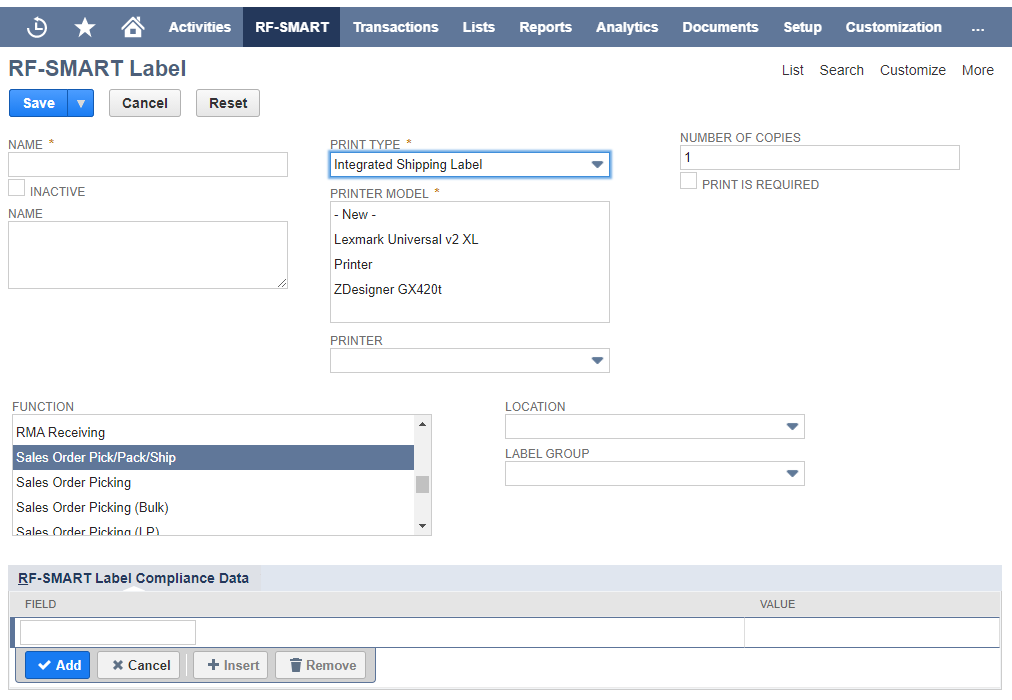 Activities RF-SMART Transactions Lists Reports Analytics Documents Setup Customization ...
RF-SMART Label
List Search Customize More
Save Cancel Reset
NAME *
INACTIVE
NAME
PRINT TYPE *
Integrated Shipping Label
PRINTER MODEL *
- New -
Lexmark Universal v2 XL
Printer
ZDesigner GX420t
PRINTER
NUMBER OF COPIES
1
PRINT IS REQUIRED
FUNCTION
RMA Receiving
Sales Order Pick/Pack/Ship
Sales Order Picking
Sales Order Picking (Bulk)
Sales Order Picking (LP)
LOCATION
LABEL GROUP
RF-SMART Label Compliance Data
FIELD VALUE
Add Cancel Insert Remove